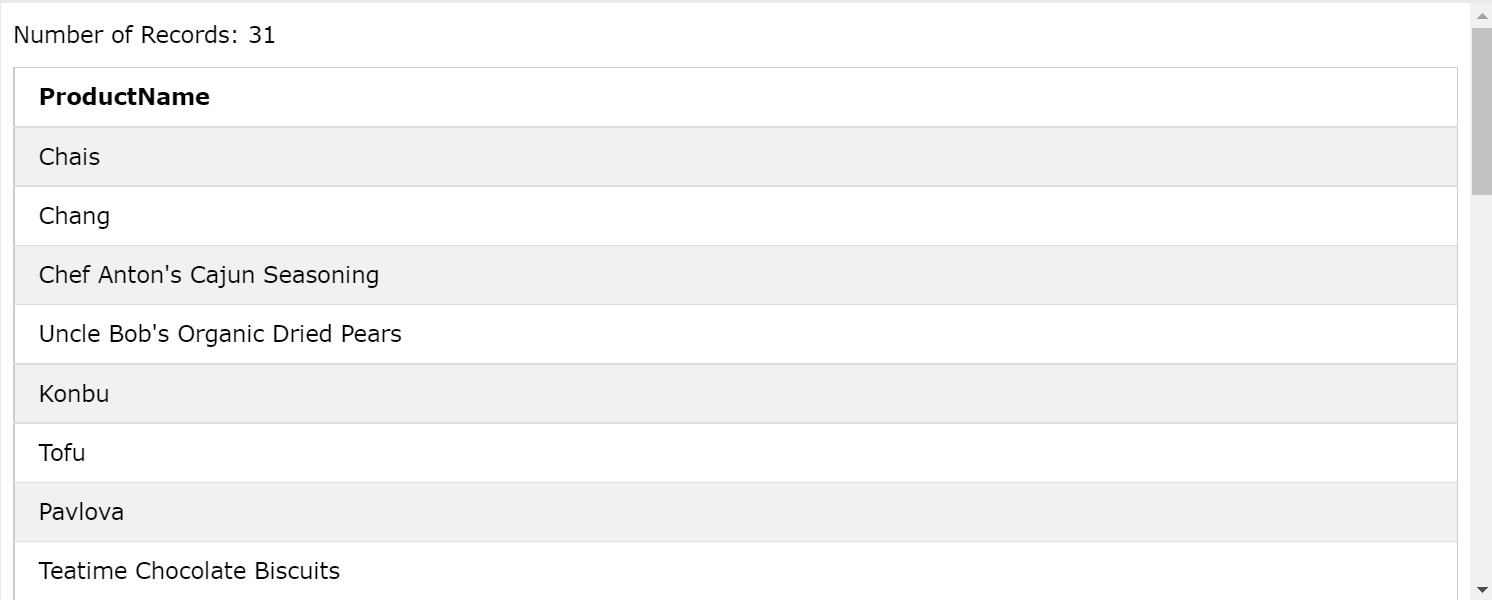 Number of Records: 31
ProductName
Chais
Chang
Chef Anton's Cajun Seasoning
Uncle Bob's Organic Dried Pears
Konbu
Tofu
Pavlova
Teatime Chocolate Biscuits